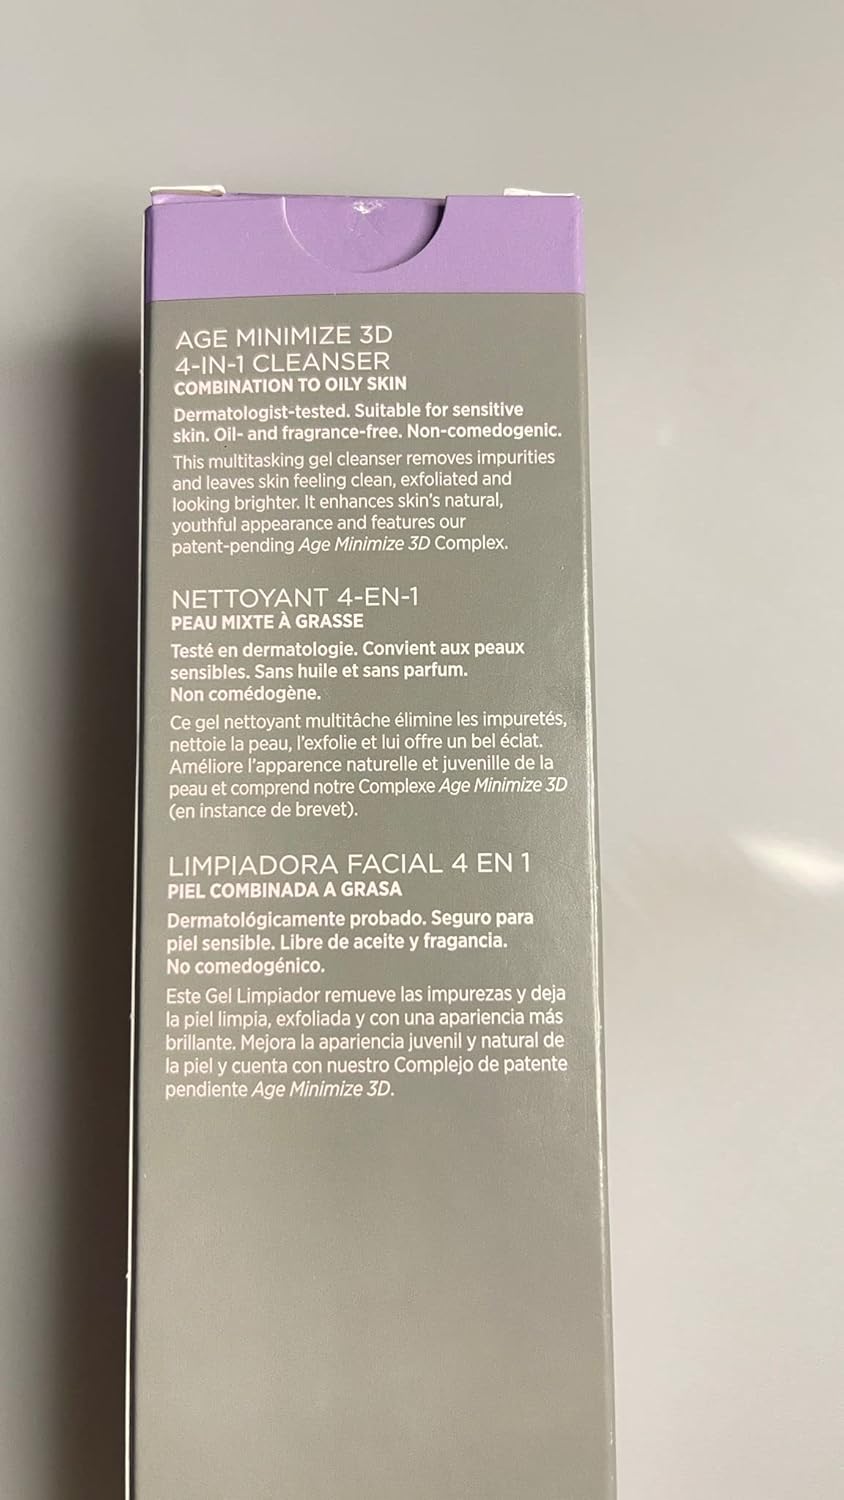 AGE MINIMIZE 3D
4-IN-1 CLEANSER
COMBINATION TO OILY SKIN
Dermatologist-tested. Suitable for sensitive
skin. Oil- and fragrance-free. Non-comedogenic.
This multitasking gel cleanser removes impurities
and leaves skin feeling clean, exfoliated and
looking brighter. It enhances skin's natural,
youthful appearance and features our
patent-pending Age Minimize 3D Complex.
NETTOYANT 4-EN-1
PEAU MIXTE À GRASSE
Testé en dermatologie. Convient aux peaux
sensibles. Sans huile et sans parfum.
Non comédogène.
Ce gel nettoyant multitâche élimine les impuretés,
nettoie la peau, l'exfolie et lui offre un bel éclat.
Améliore l'apparence naturelle et juvenille de la
peau et comprend notre Complexe Age Minimize 3D
(en instance de brevet).
LIMPIADORA FACIAL 4 EN 1
PIEL COMBINADA A GRASA
Dermatológicamente probado. Seguro para
piel sensible. Libre de aceite y fragancia.
No comedogénico.
Este Gel Limpiador remueve las impurezas y deja
la piel limpia, exfoliada y con una apariencia más
brillante. Mejora la apariencia juvenil y natural de
la piel y cuenta con nuestro Complejo de patente
pendiente Age Minimize 3D.